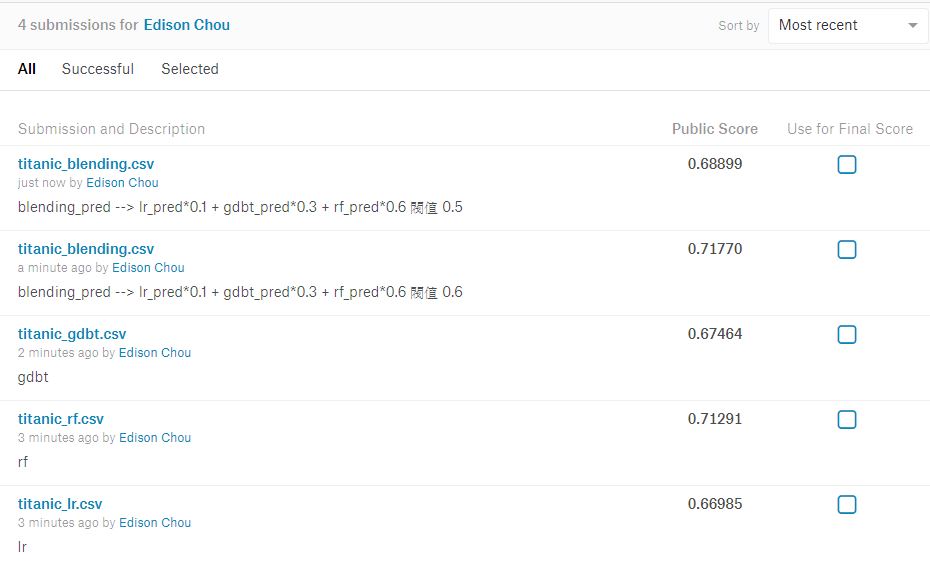 4 submissions for Edison Chou
Sort by Most recent
All Successful Selected
Submission and Description Public Score Use for Final Score
titanic_blending.csv 0.68899
just now by Edison Chou
blending_pred --> lr_pred*0.1 + gdbt_pred*0.3 + rf_pred*0.6 閥值 0.5
titanic_blending.csv 0.71770
a minute ago by Edison Chou
blending_pred --> lr_pred*0.1 + gdbt_pred*0.3 + rf_pred*0.6 閥值 0.6
titanic_gdbt.csv 0.67464
2 minutes ago by Edison Chou
gdbt
titanic_rf.csv 0.71291
3 minutes ago by Edison Chou
rf
titanic_lr.csv 0.66985
3 minutes ago by Edison Chou
lr